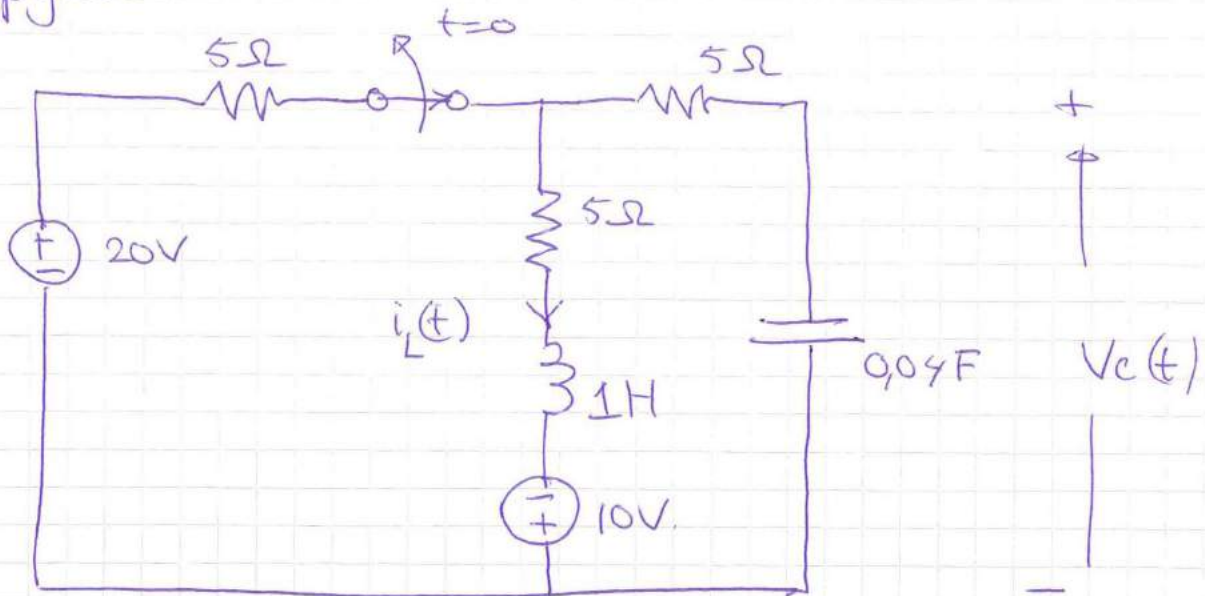 t=0
5Ω
5Ω
+
5Ω
+
-
20V
i_L(t)
1H
0,04F
Vc(t)
-
+
10V.
-